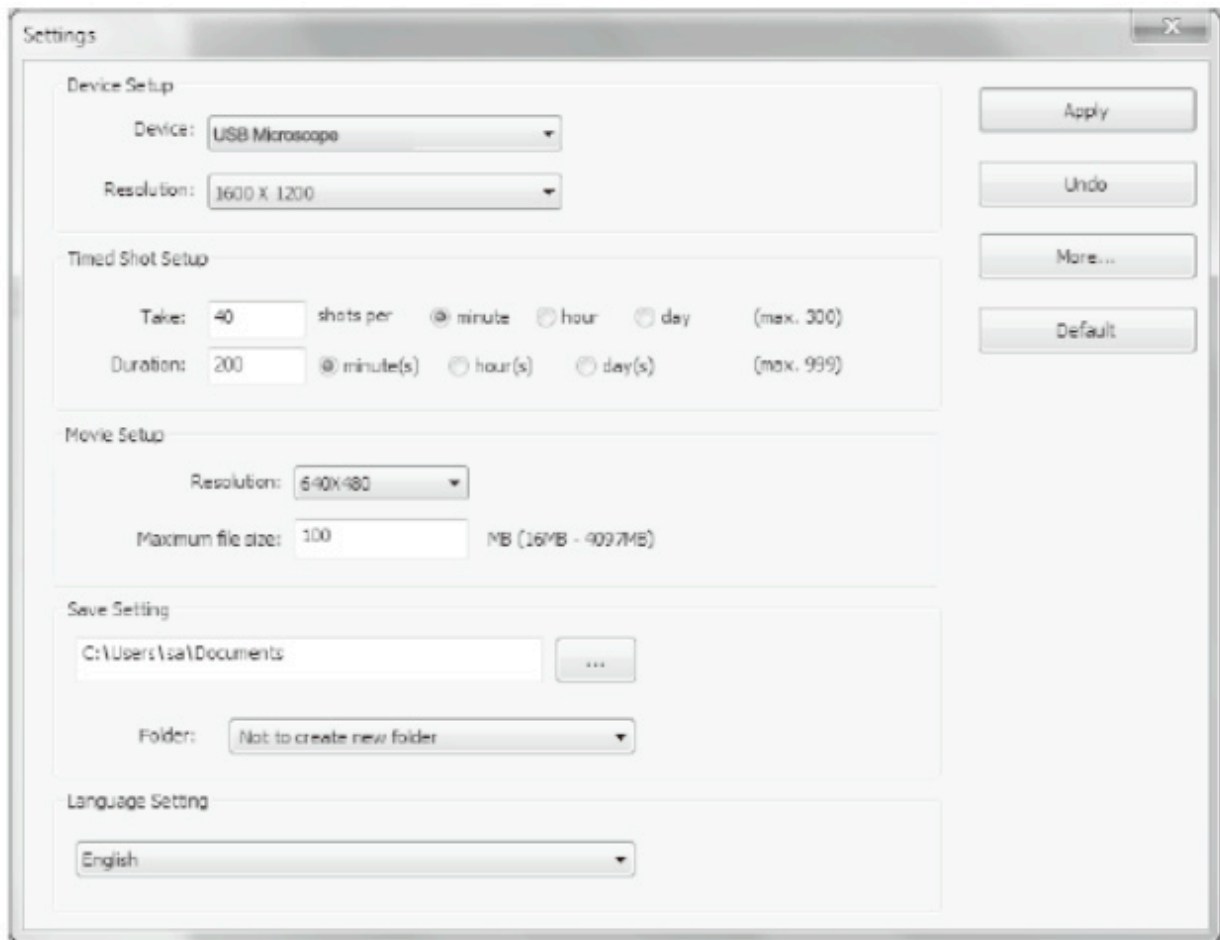 Settings
Device Setup
Apply
Device: USB Microscope
Undo
Resolution: 1600 X 1200
More...
Timed Shot Setup
Take: 40 shots per minute hour day (max. 300)
Default
Duration: 200 minute(s) hour(s) day(s) (max. 999)
Movie Setup
Resolution: 640X480
Maximum file size: 100 MB (16MB - 4097MB)
Save Setting
C:\Users\sa\Documents ...
Folder: Not to create new folder
Language Setting
English